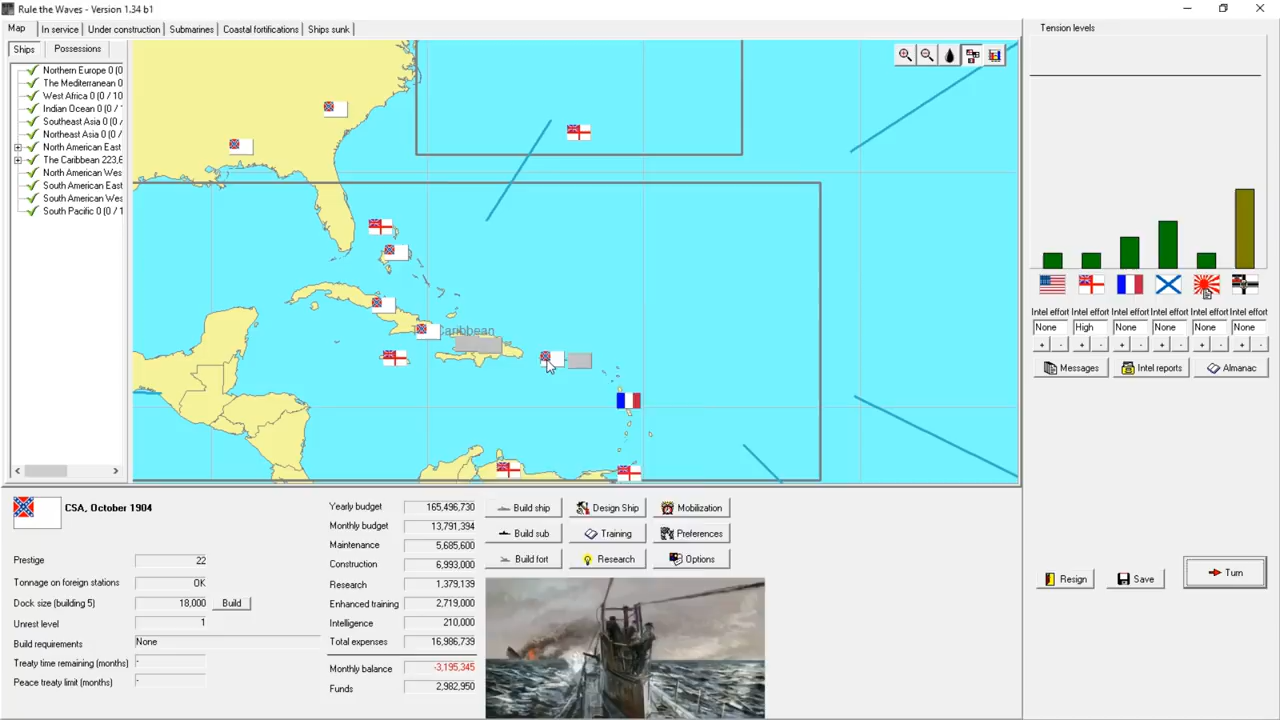 Rule the Waves - Version 1.34 b1
Map In service Under construction Submarines Coastal fortifications Ships sunk
Ships Possessions
Northern Europe 0 (0
The Mediterranean 0
West Africa 0 (0 / 10
Indian Ocean 0 (0 /
Southeast Asia 0 (0 /
Northeast Asia 0 (0 /
North American East
The Caribbean 223,6
North American Wes
South American East
South American Wes
South Pacific 0 (0 / 1
Caribbean
Tension levels
Intel effort Intel effort Intel effort Intel effort Intel effort Intel effort
None High None None None None
+ - + - + - + - + - + -
Messages Intel reports Almanac
CSA, October 1904
Prestige 22
Tonnage on foreign stations OK
Dock size (building 5) 18,000 Build
Unrest level 1
Build requirements None
Treaty time remaining (months) -
Peace treaty limit (months) -
Yearly budget 165,496,730
Monthly budget 13,791,394
Maintenance 5,685,600
Construction 6,993,000
Research 1,379,139
Enhanced training 2,719,000
Intelligence 210,000
Total expenses 16,986,739
Monthly balance -3,195,345
Funds 2,982,950
Build ship Design Ship Mobilization
Build sub Training Preferences
Build fort Research Options
Resign Save Turn